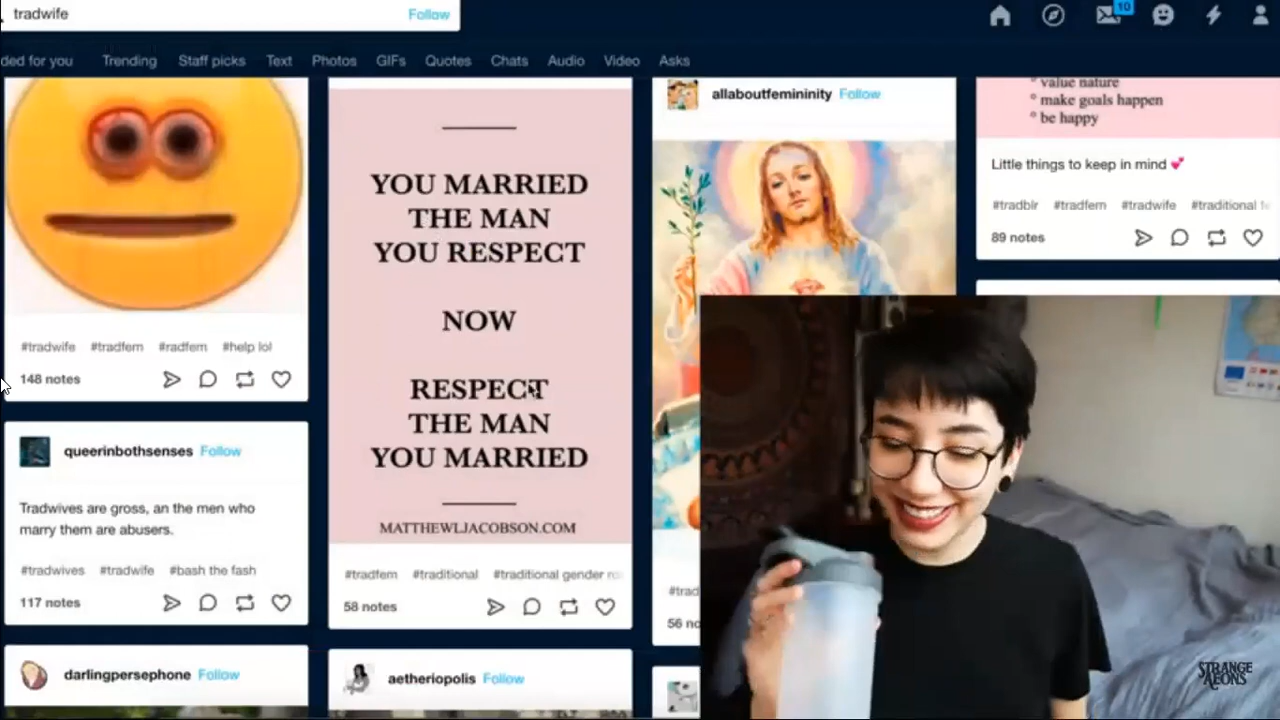 tradwife
Follow
10
ded for you Trending Staff picks Text Photos GIFs Quotes Chats Audio Video Asks
#tradwife #tradfem #radfem #help lol
148 notes
queerinbothsenses Follow
Tradwives are gross, an the men who
marry them are abusers.
#tradwives #tradwife #bash the fash
117 notes
darlingpersephone Follow
YOU MARRIED
THE MAN
YOU RESPECT
NOW
RESPECT
THE MAN
YOU MARRIED
MATTHEWLJACOBSON.COM
#tradfem #traditional #traditional gender ro
58 notes
aetheriopolis Follow
allaboutfemininity Follow
#trad
56 no
° value nature
° make goals happen
° be happy
Little things to keep in mind 💕
#tradblr #tradfem #tradwife #traditional fe
89 notes
STRANGE
ÆONS